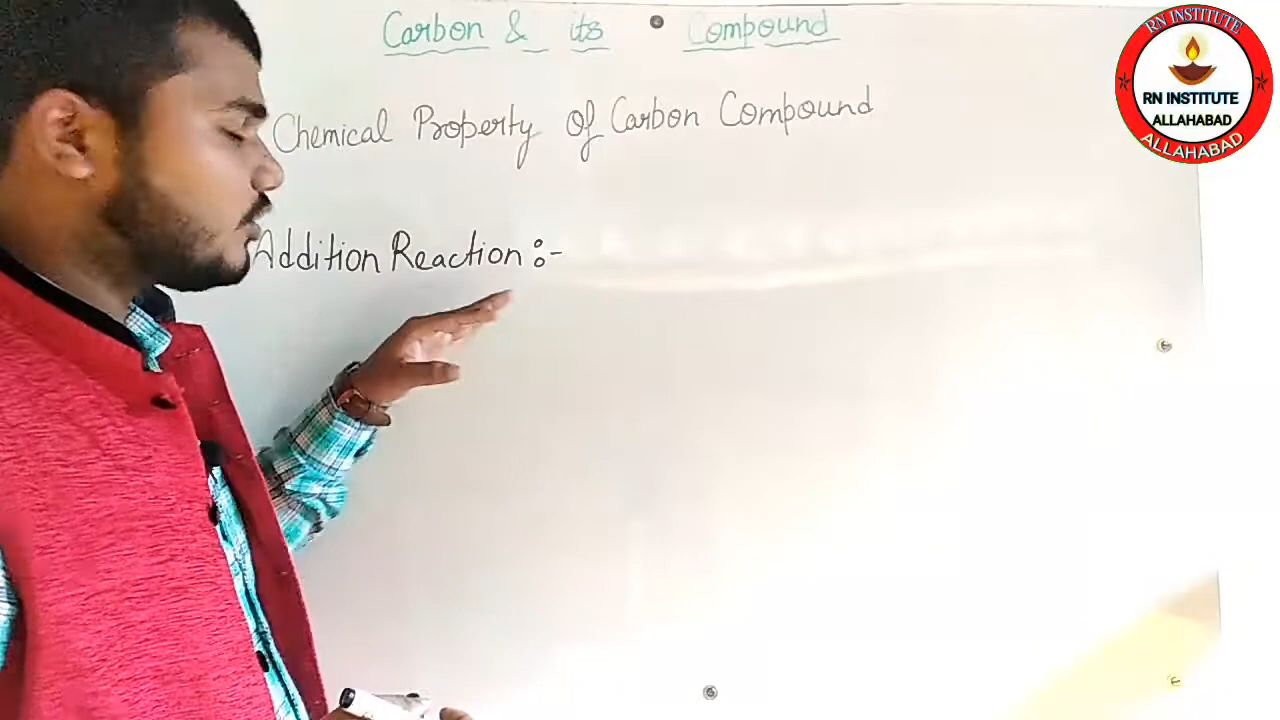 Carbon & its Compound
Chemical Property Of Carbon Compound
Addition Reaction :-
RN INSTITUTE
RN INSTITUTE
ALLAHABAD
ALLAHABAD